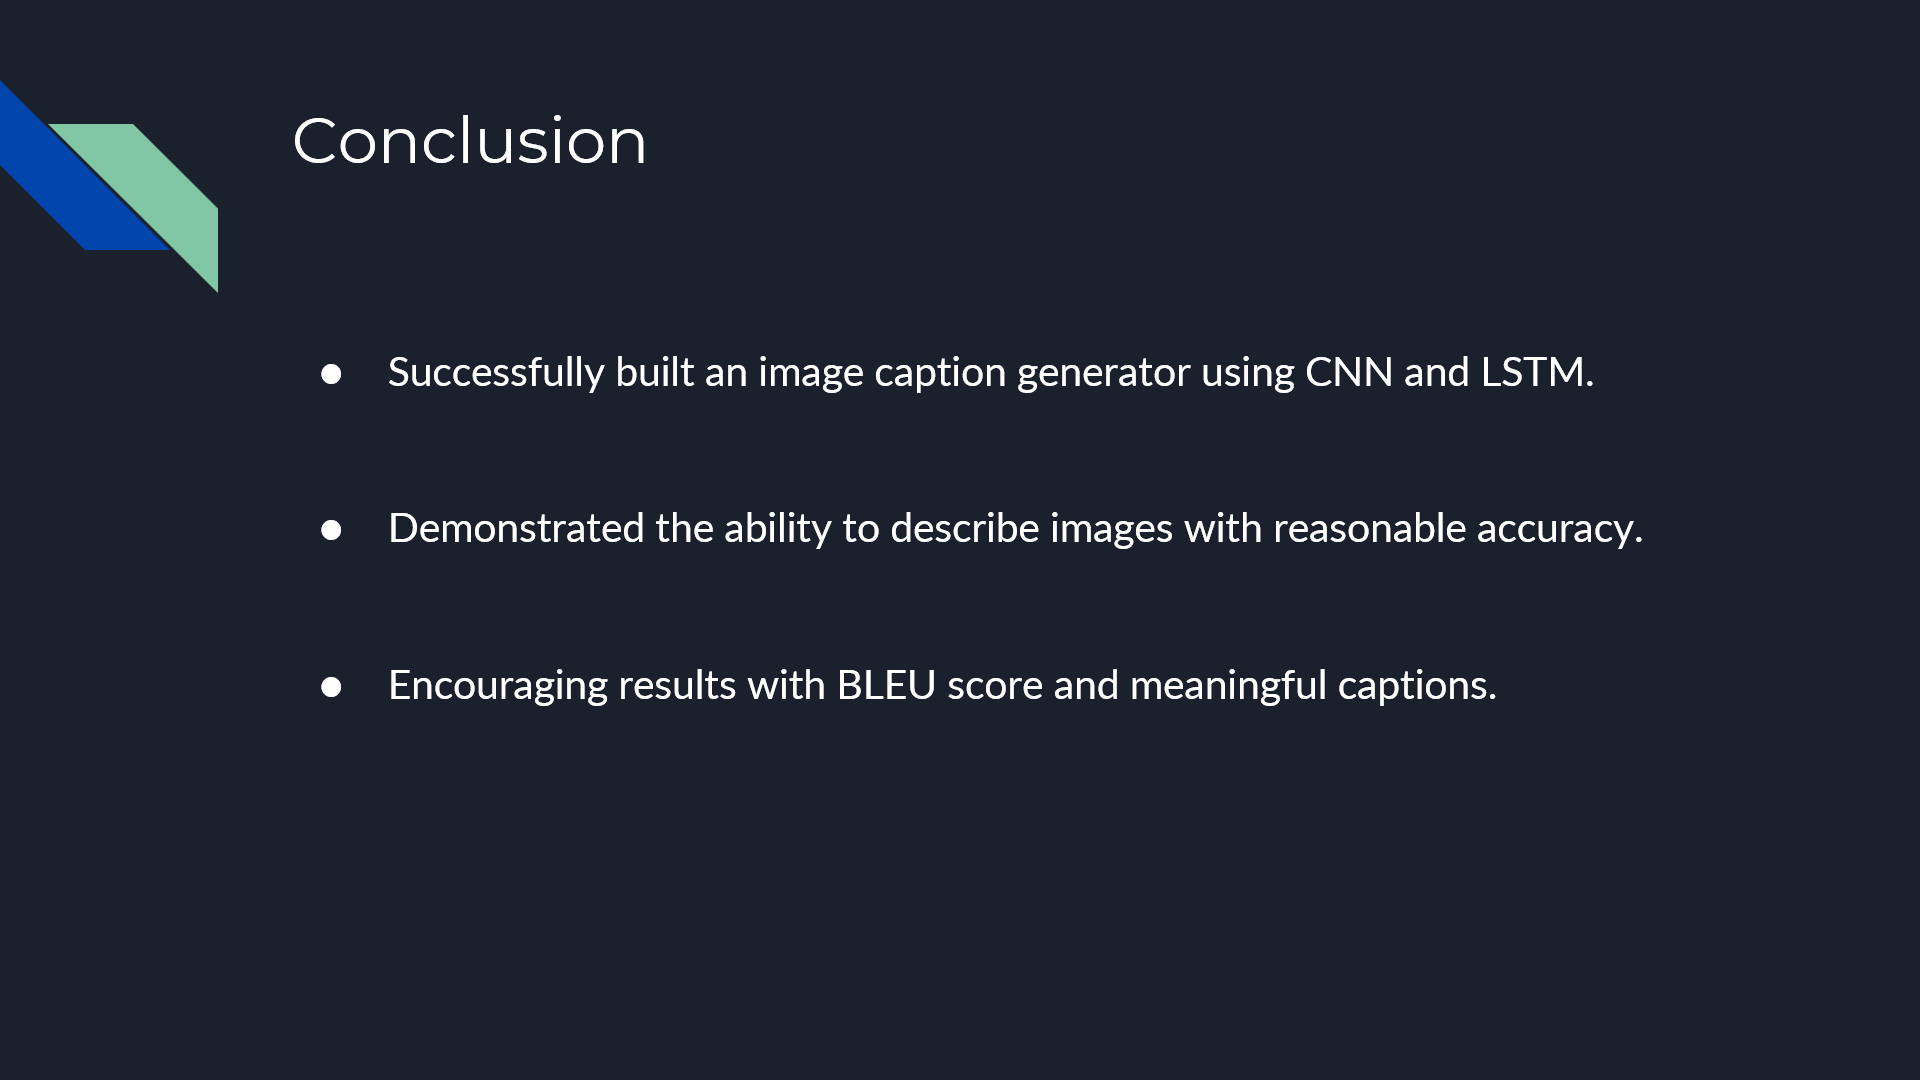 Conclusion
● Successfully built an image caption generator using CNN and LSTM.
● Demonstrated the ability to describe images with reasonable accuracy.
● Encouraging results with BLEU score and meaningful captions.